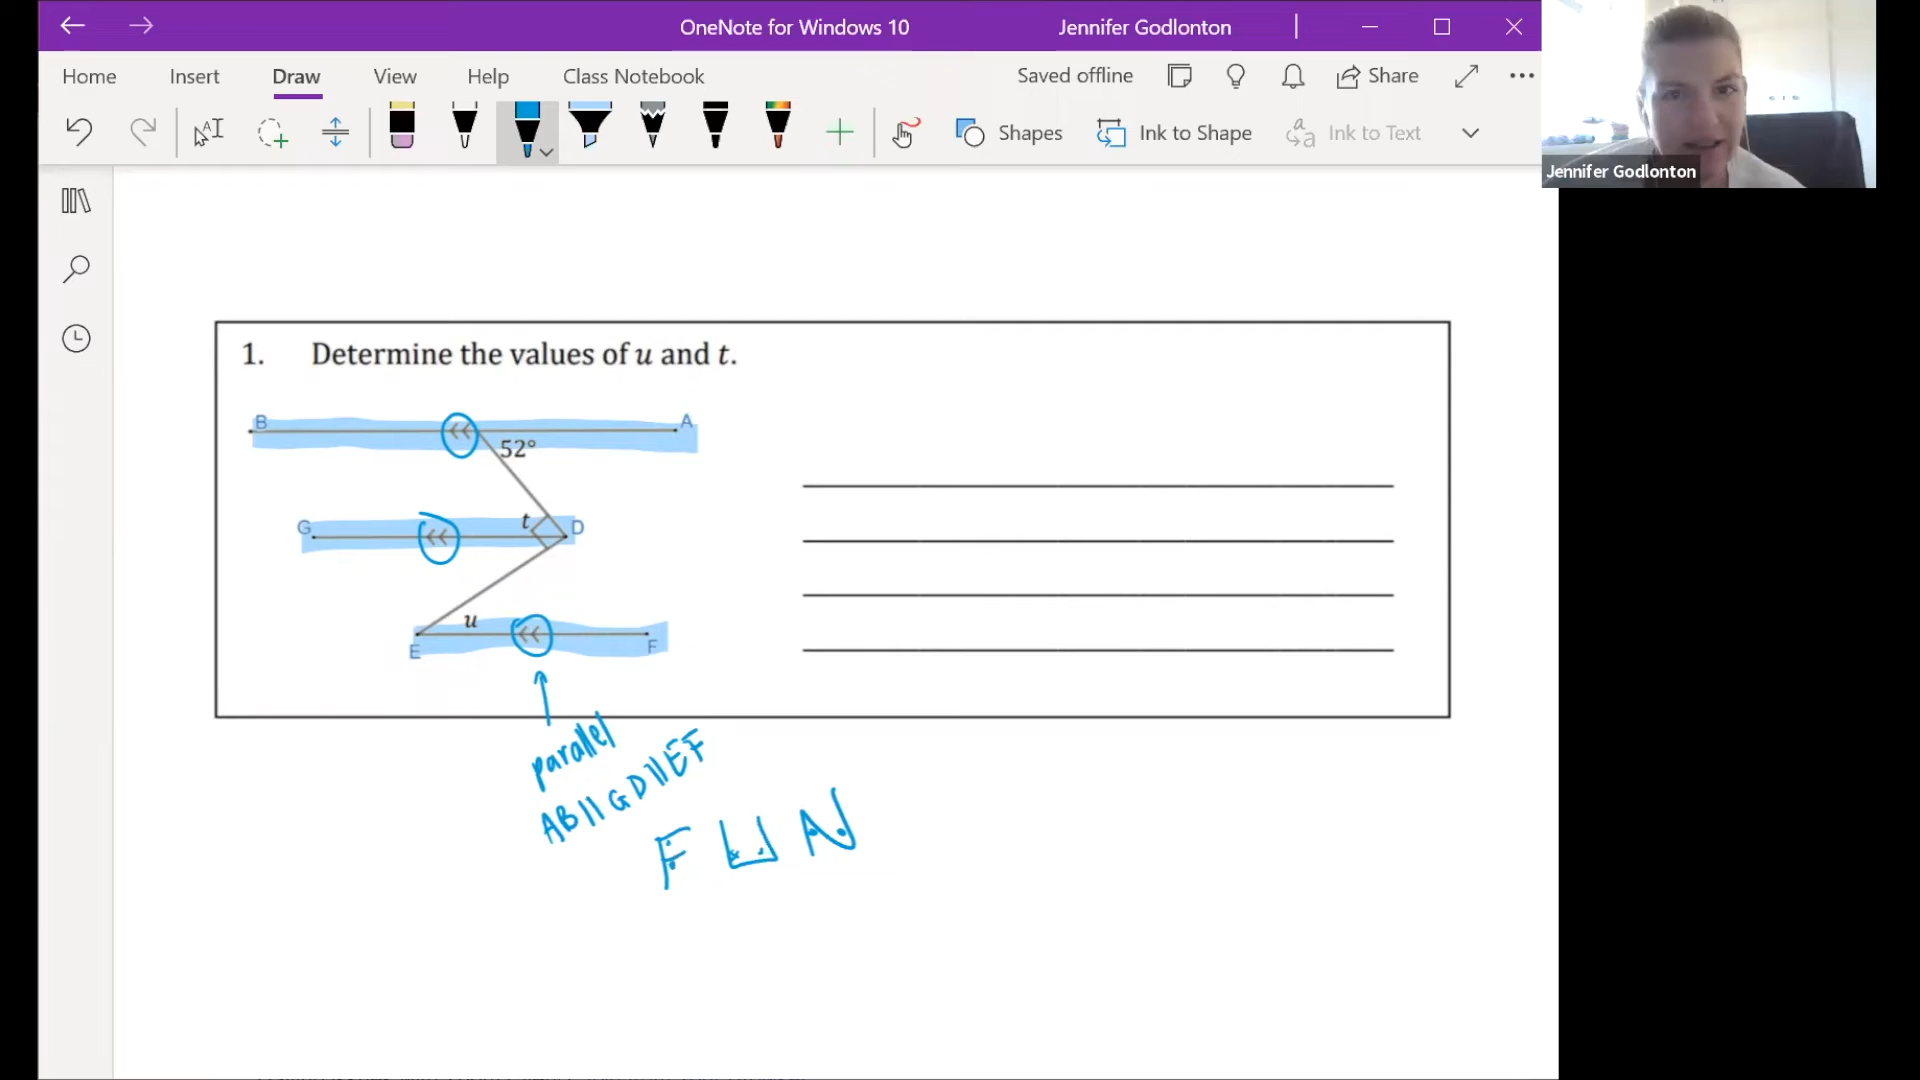 OneNote for Windows 10
Jennifer Godlonton
Home Insert Draw View Help Class Notebook
Saved offline Share
Shapes Ink to Shape Ink to Text
Jennifer Godlonton
1. Determine the values of u and t.
B A
52°
G t D
u
E F
parallel
AB||GD||EF
F U N